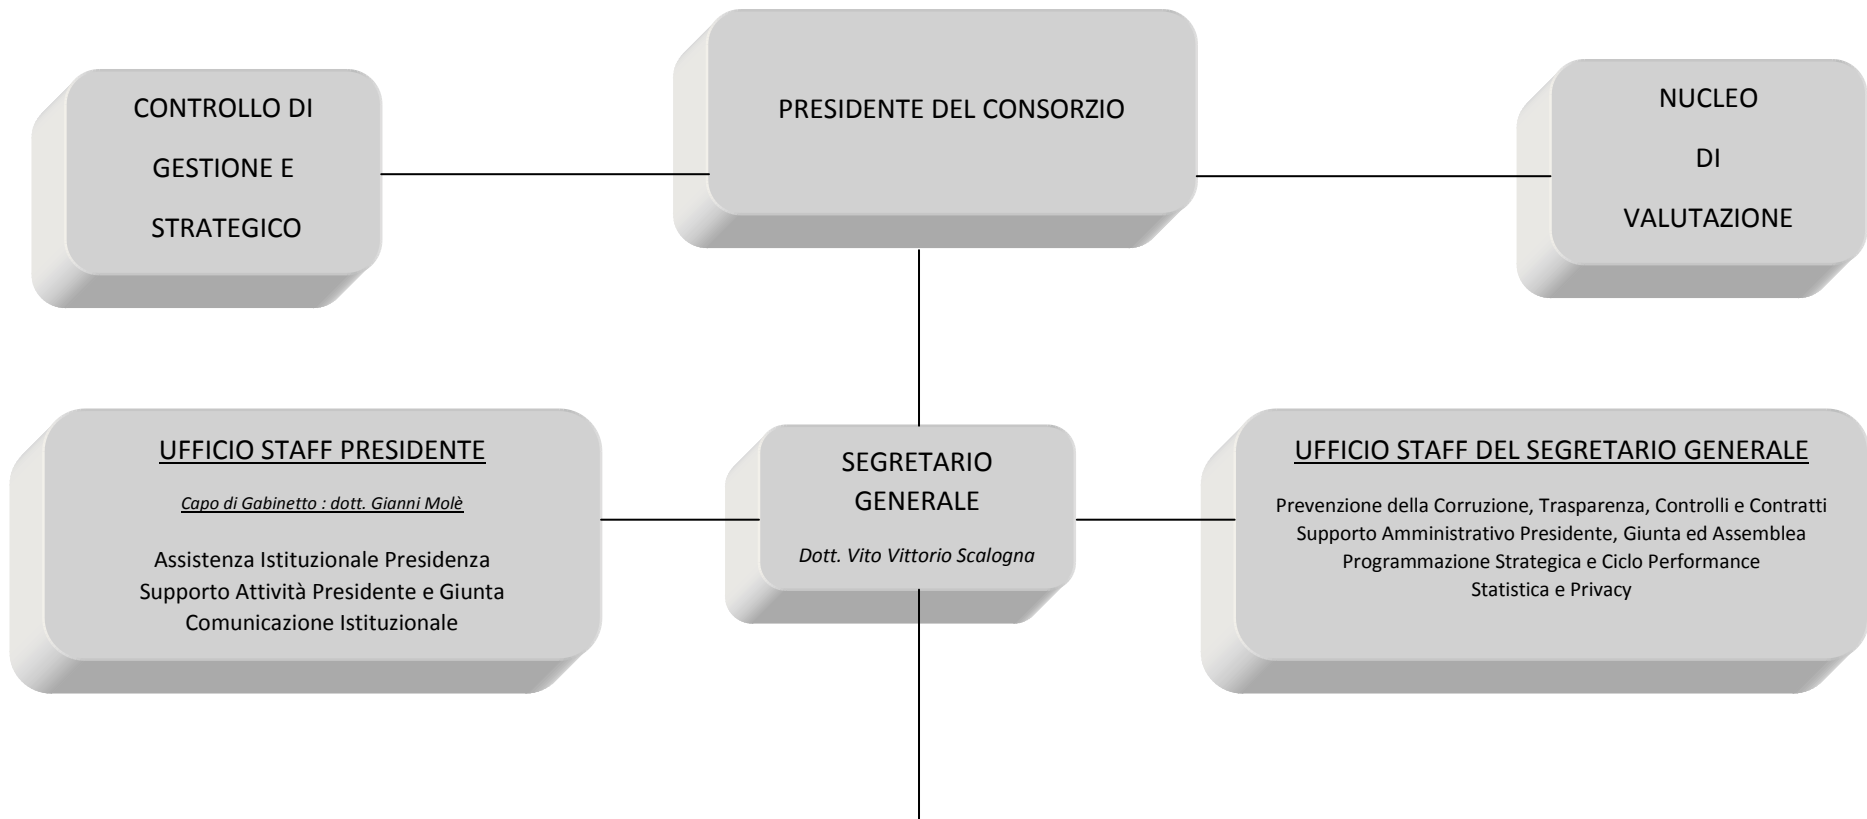 CONTROLLO DI
GESTIONE E
STRATEGICO
PRESIDENTE DEL CONSORZIO
NUCLEO
DI
VALUTAZIONE
UFFICIO STAFF PRESIDENTE
Capo di Gabinetto : dott. Gianni Molè
Assistenza Istituzionale Presidenza
Supporto Attività Presidente e Giunta
Comunicazione Istituzionale
SEGRETARIO
GENERALE
Dott. Vito Vittorio Scalogna
UFFICIO STAFF DEL SEGRETARIO GENERALE
Prevenzione della Corruzione, Trasparenza, Controlli e Contratti
Supporto Amministrativo Presidente, Giunta ed Assemblea
Programmazione Strategica e Ciclo Performance
Statistica e Privacy